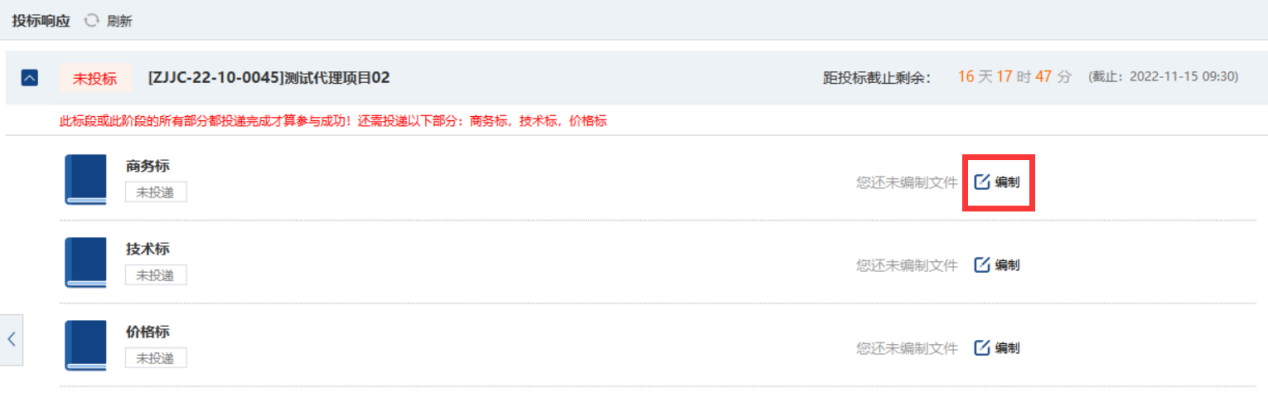 投标响应 刷新
未投标 [ZJJC-22-10-0045]测试代理项目02 距投标截止剩余: 16 天 17 时 47 分 (截止: 2022-11-15 09:30)
此标段或此阶段的所有部分都投递完成才算参与成功！还需投递以下部分: 商务标, 技术标, 价格标
商务标
未投递 您还未编制文件 编制
技术标
未投递 您还未编制文件 编制
价格标
未投递 您还未编制文件 编制